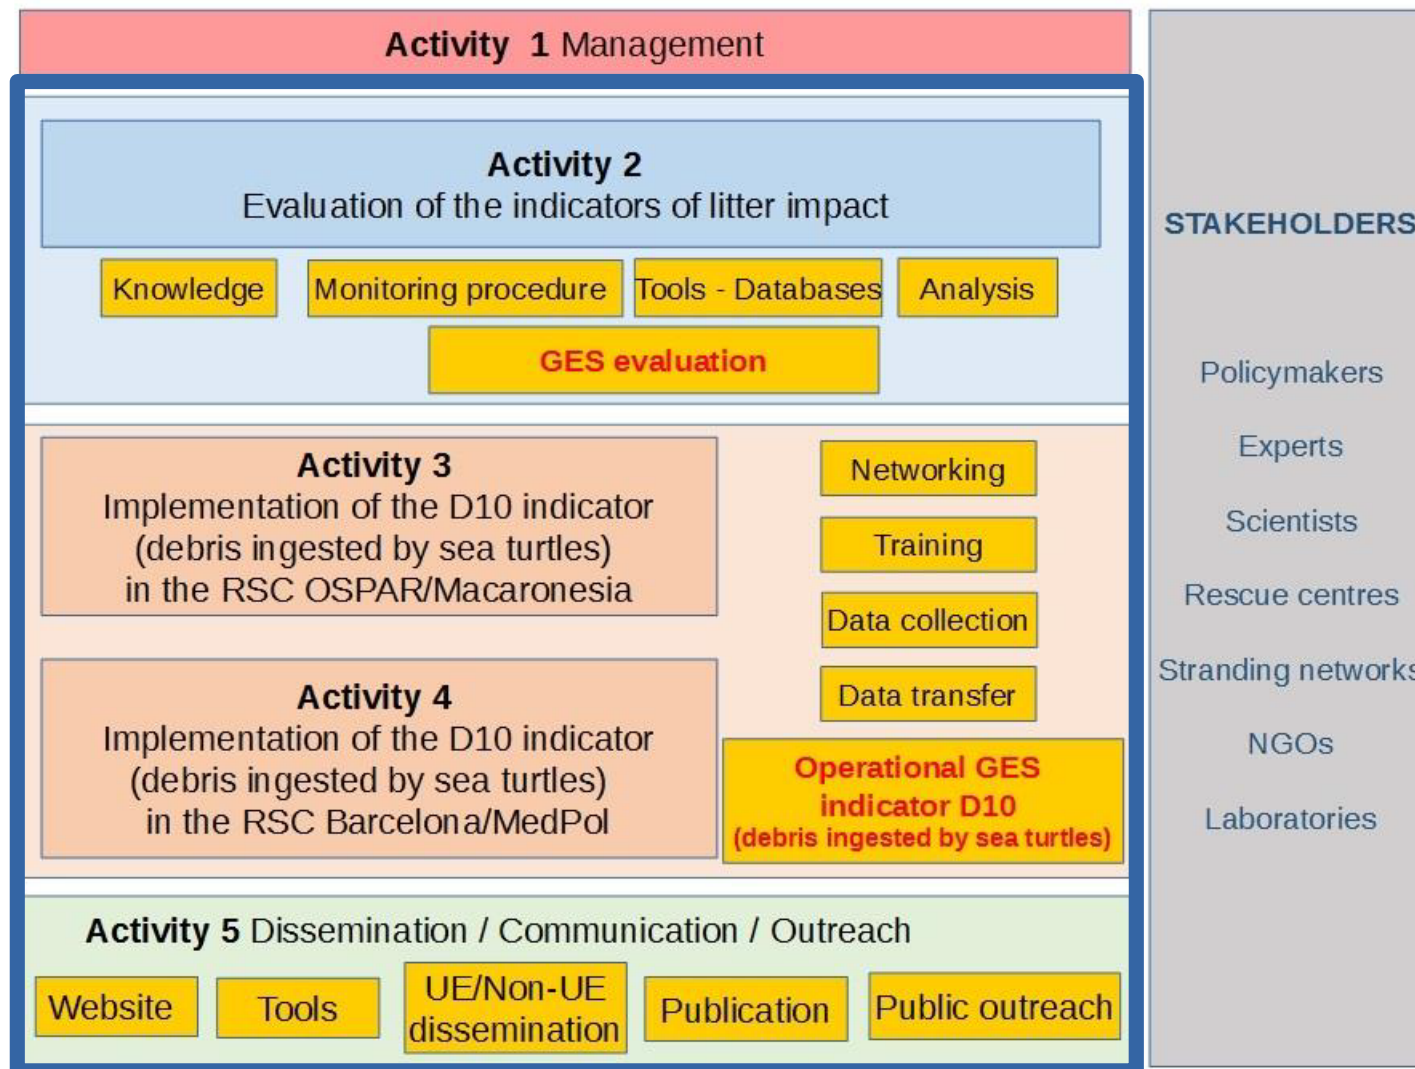 Activity 1 Management
Activity 2
Evaluation of the indicators of litter impact
Knowledge
Monitoring procedure
Tools - Databases
Analysis
GES evaluation
Activity 3
Implementation of the D10 indicator
(debris ingested by sea turtles)
in the RSC OSPAR/Macaronesia
Activity 4
Implementation of the D10 indicator
(debris ingested by sea turtles)
in the RSC Barcelona/MedPol
Networking
Training
Data collection
Data transfer
Operational GES
indicator D10
(debris ingested by sea turtles)
Activity 5 Dissemination / Communication / Outreach
Website
Tools
UE/Non-UE
dissemination
Publication
Public outreach
STAKEHOLDERS
Policymakers
Experts
Scientists
Rescue centres
Stranding networks
NGOs
Laboratories